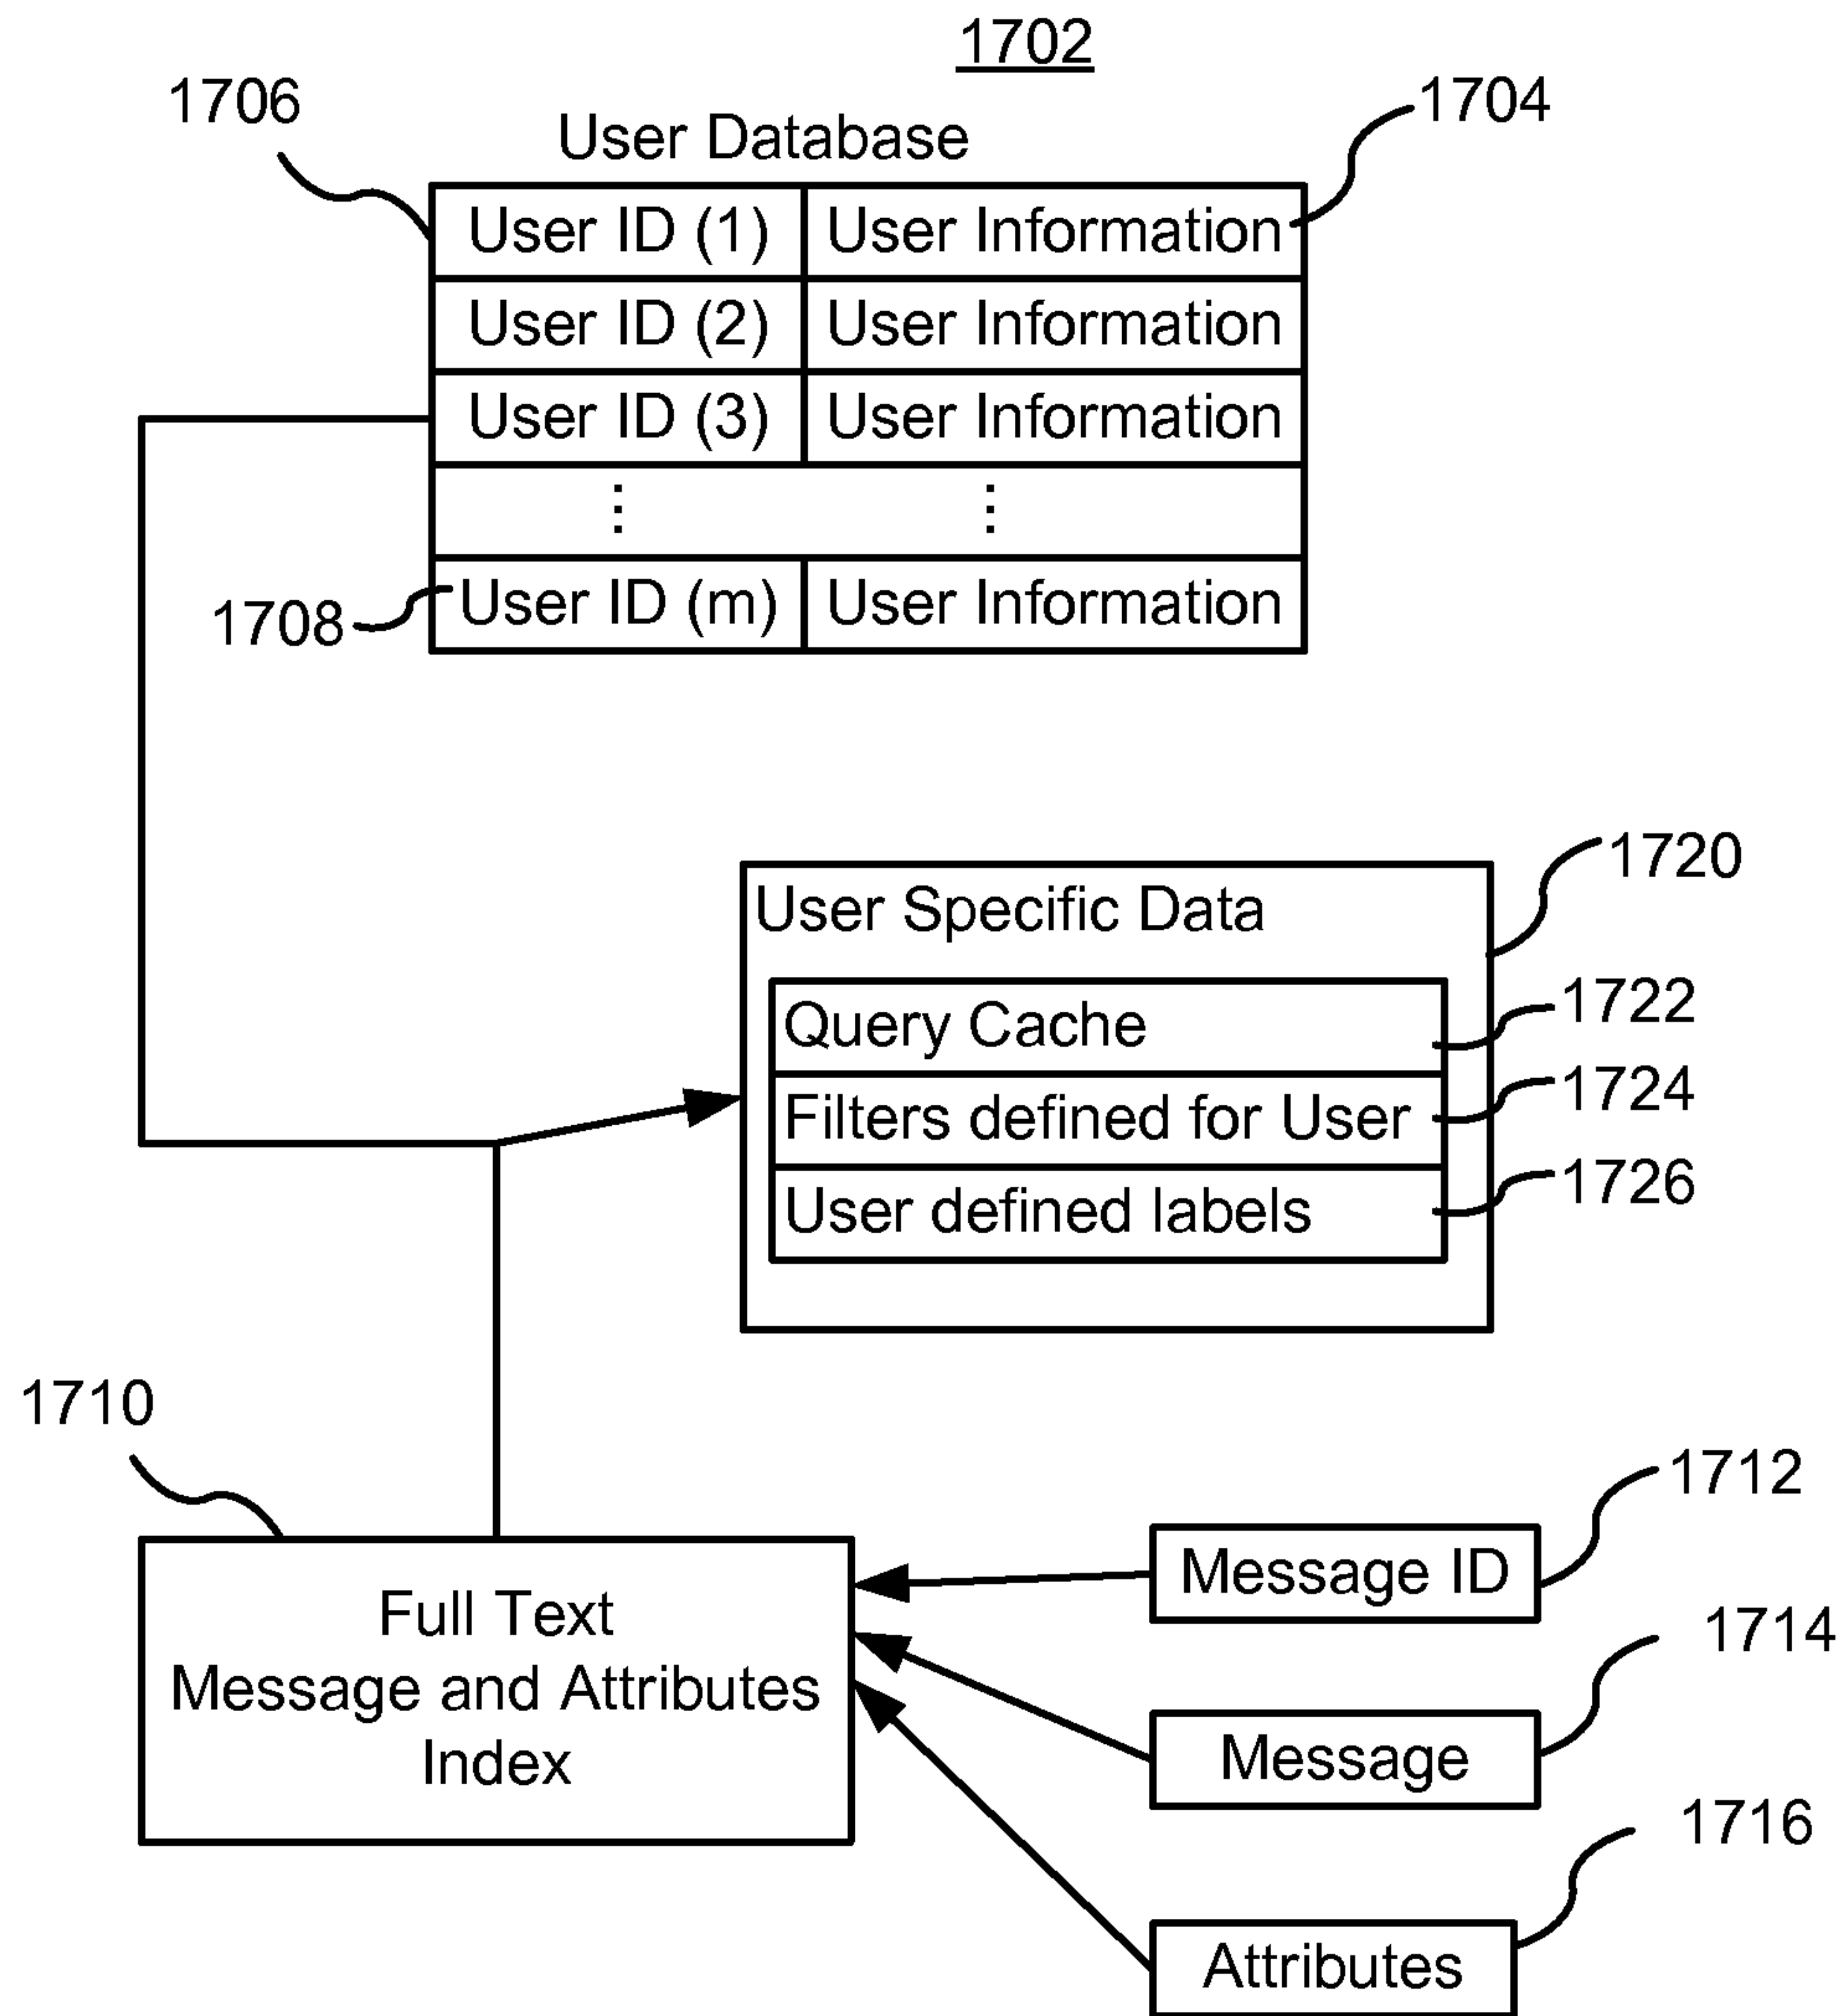 1702
1706
1704
User Database
User ID (1) User Information
User ID (2) User Information
User ID (3) User Information
⋮ ⋮
User ID (m) User Information
1708
1720
User Specific Data
Query Cache
1722
Filters defined for User
1724
User defined labels
1726
1710
1712
Message ID
Full Text
Message and Attributes
Index
1714
Message
1716
Attributes